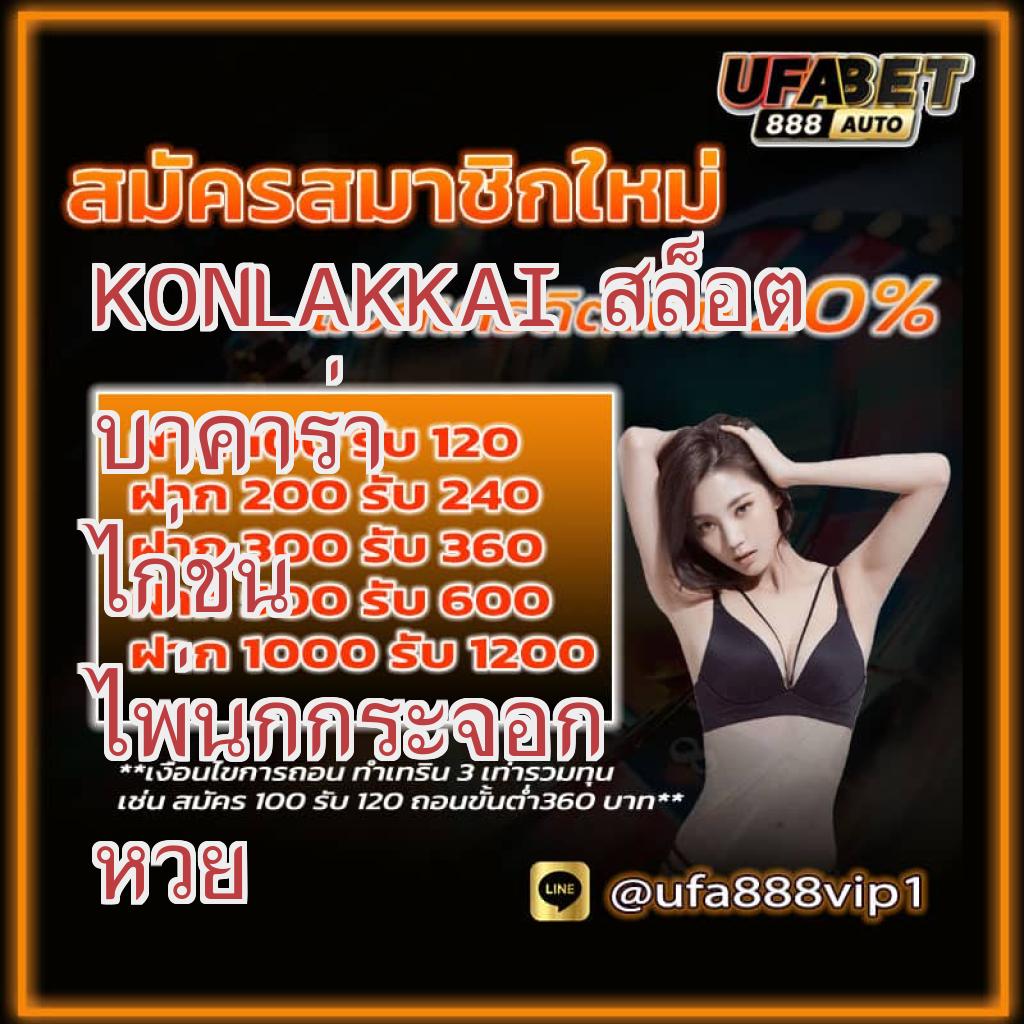 UFABET
888 AUTO
สมัครสมาชิกใหม่
KONLAKKAI สล็อต
0%
บาคาร่า
รับ 120
ฝาก 200 รับ 240
ไก่ชน
ฝาก 300 รับ 360
รับ 600
ฝาก 1000 รับ 1200
ไพ่นกกระจอก
**เงื่อนไขการถอน ทำเทิร์น 3 เท่ารวมทุน
เช่น สมัคร 100 รับ 120 ถอนขั้นต่ำ360 บาท**
หวย
LINE @ufa888vip1